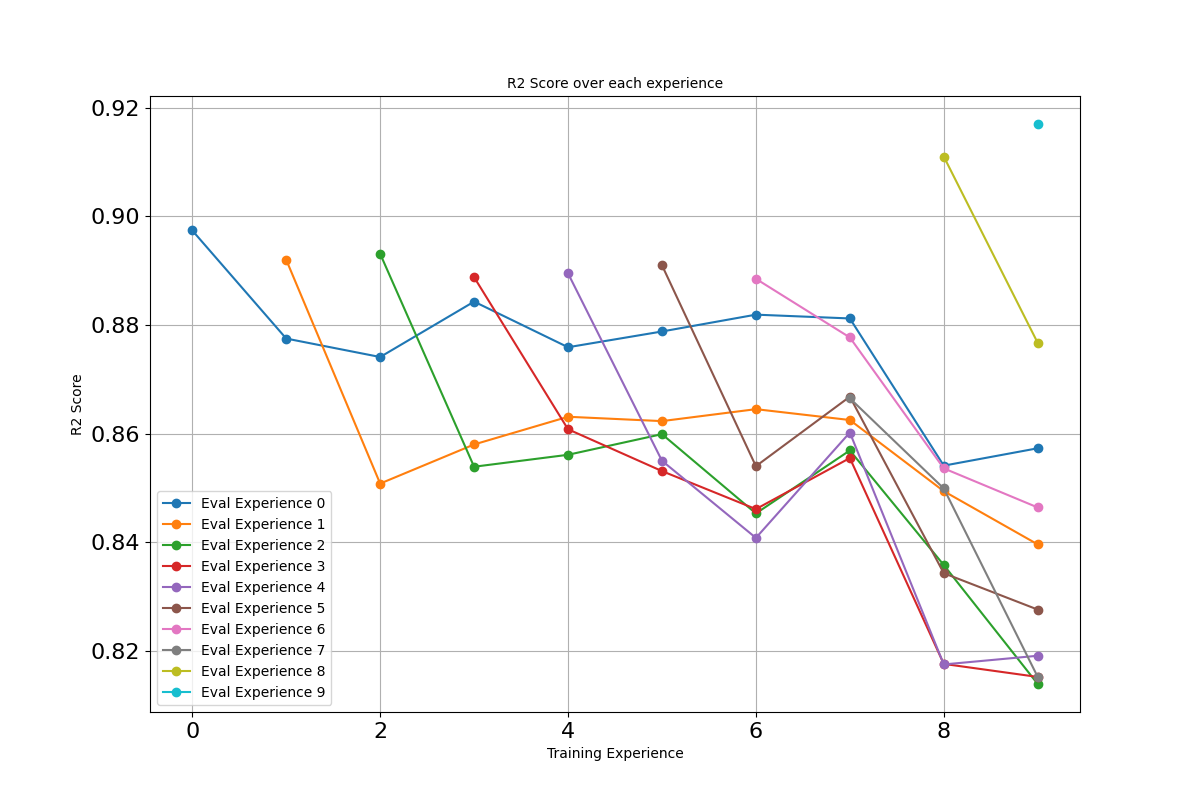 R2 Score over each experience
0.92
0.90
0.88
0.86
0.84
0.82
R2 Score
Eval Experience 0
Eval Experience 1
Eval Experience 2
Eval Experience 3
Eval Experience 4
Eval Experience 5
Eval Experience 6
Eval Experience 7
Eval Experience 8
Eval Experience 9
0 2 4 6 8
Training Experience